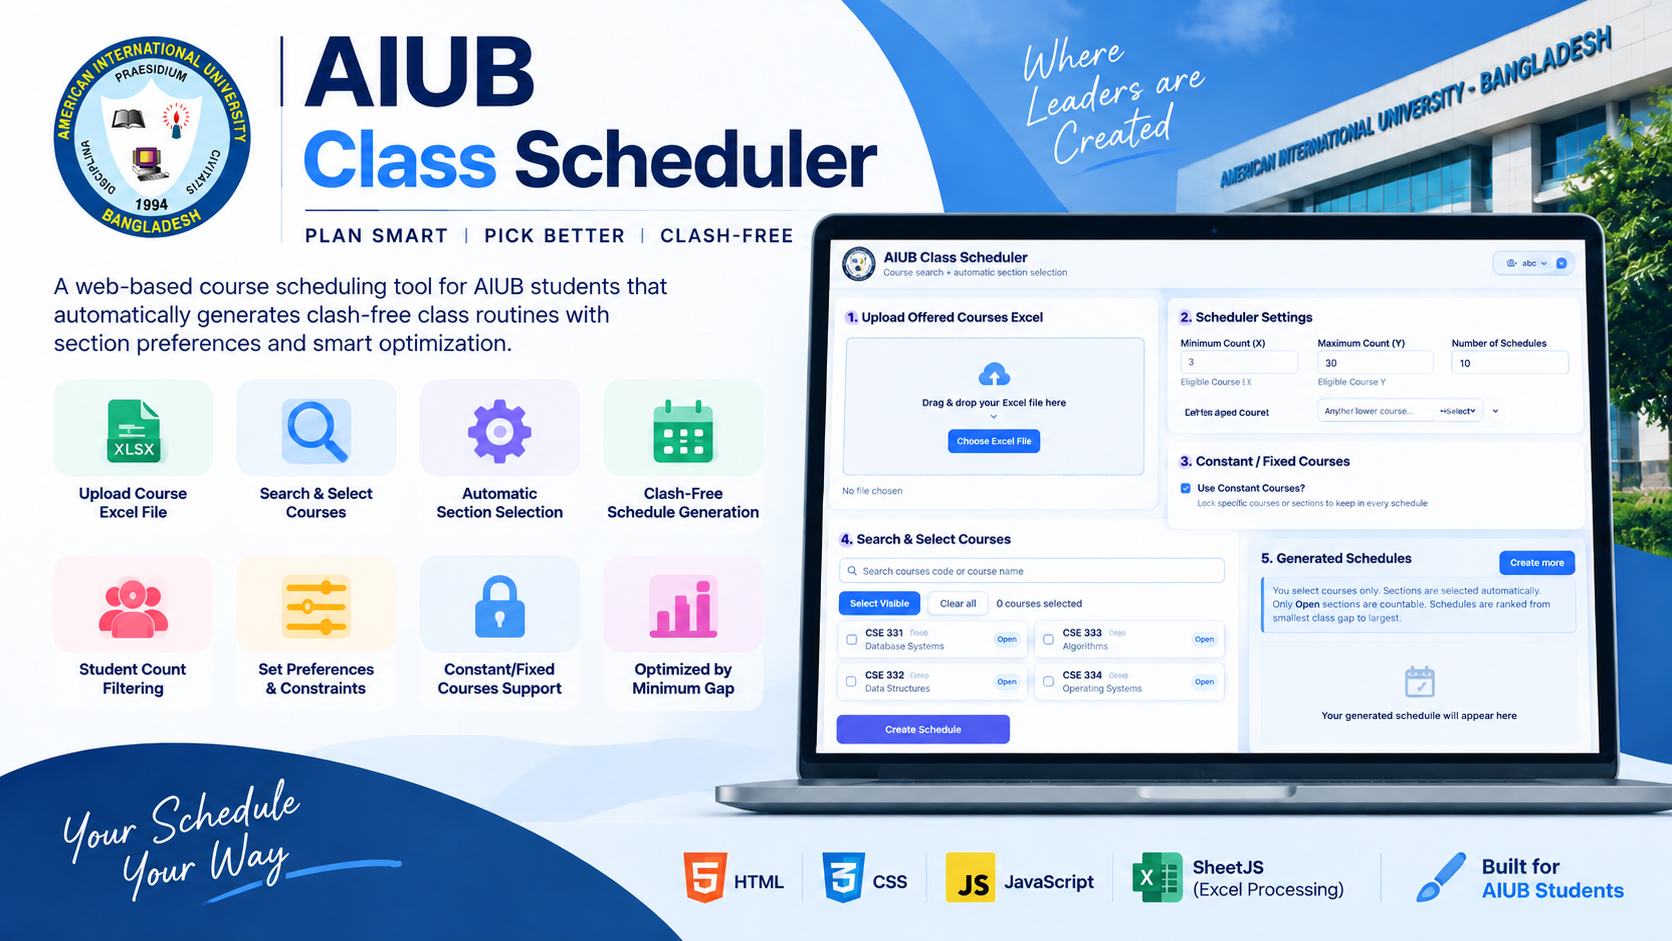 AMERICAN INTERNATIONAL UNIVERSITY
PRAESIDIUM
DISCIPLINA
CIVITATIS
1994
BANGLADESH
AIUB
Class Scheduler
PLAN SMART | PICK BETTER | CLASH-FREE
A web-based course scheduling tool for AIUB students that
automatically generates clash-free class routines with
section preferences and smart optimization.
XLSX
Upload Course
Excel File
Search & Select
Courses
Automatic
Section Selection
Clash-Free
Schedule Generation
Student Count
Filtering
Set Preferences
& Constraints
Constant/Fixed
Courses Support
Optimized by
Minimum Gap
Your Schedule
Your Way
Where
Leaders are
Created
AMERICAN INTERNATIONAL UNIVERSITY - BANGLADESH
AIUB Class Scheduler
Course search + automatic section selection
abc
1. Upload Offered Courses Excel
Drag & drop your Excel file here
Choose Excel File
No file chosen
2. Scheduler Settings
Minimum Count (X)
Maximum Count (Y)
Number of Schedules
3
30
10
Eligible Course
Eligible Course Y
Anyther lower course...
Select
3. Constant / Fixed Courses
Use Constant Courses?
Lock specific courses or sections to keep in every schedule
4. Search & Select Courses
Search courses code or course name
Select Visible
Clear all
0 courses selected
CSE 331
Database Systems
Open
CSE 333
Algorithms
Open
CSE 332
Data Structures
Open
CSE 334
Operating Systems
Open
Create Schedule
5. Generated Schedules
Create more
You select courses only. Sections are selected automatically.
Only Open sections are countable. Schedules are ranked from
smallest class gap to largest.
Your generated schedule will appear here
HTML
CSS
JS
JavaScript
X
SheetJS
(Excel Processing)
Built for
AIUB Students